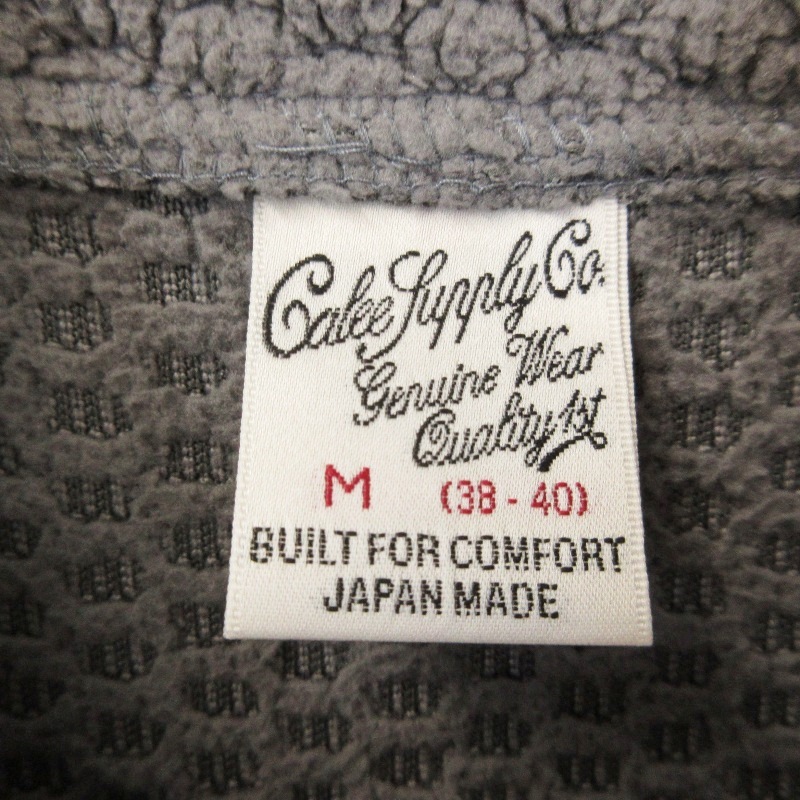 Calee Supply Co.
Genuine Wear
Quality 1st
M (38 - 40)
BUILT FOR COMFORT
JAPAN MADE